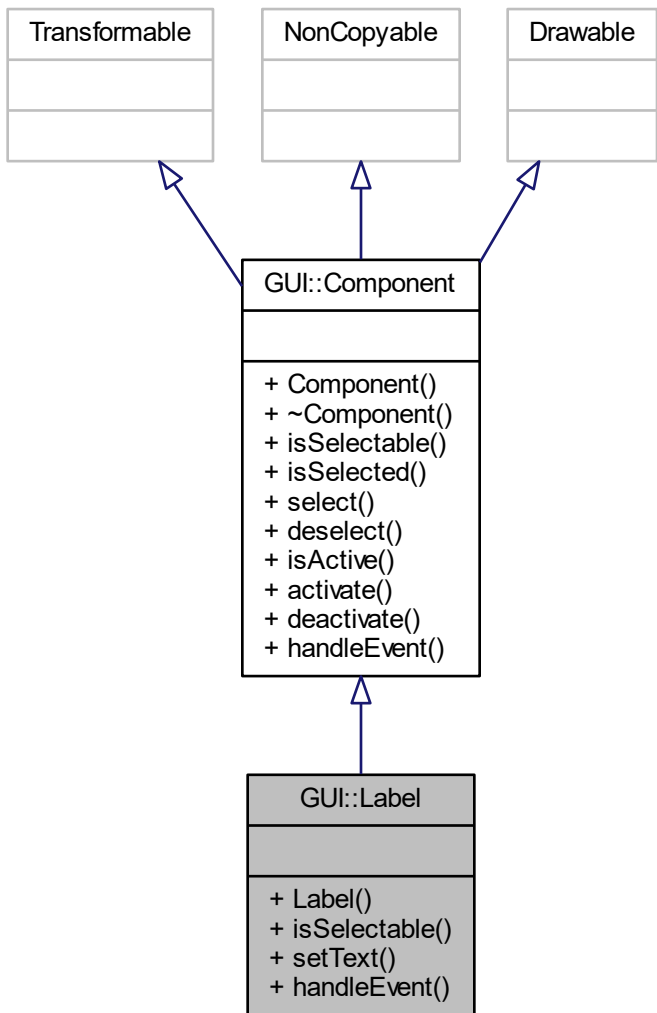 Transformable
NonCopyable
Drawable
GUI::Component
+ Component()
+ ~Component()
+ isSelectable()
+ isSelected()
+ select()
+ deselect()
+ isActive()
+ activate()
+ deactivate()
+ handleEvent()
GUI::Label
+ Label()
+ isSelectable()
+ setText()
+ handleEvent()